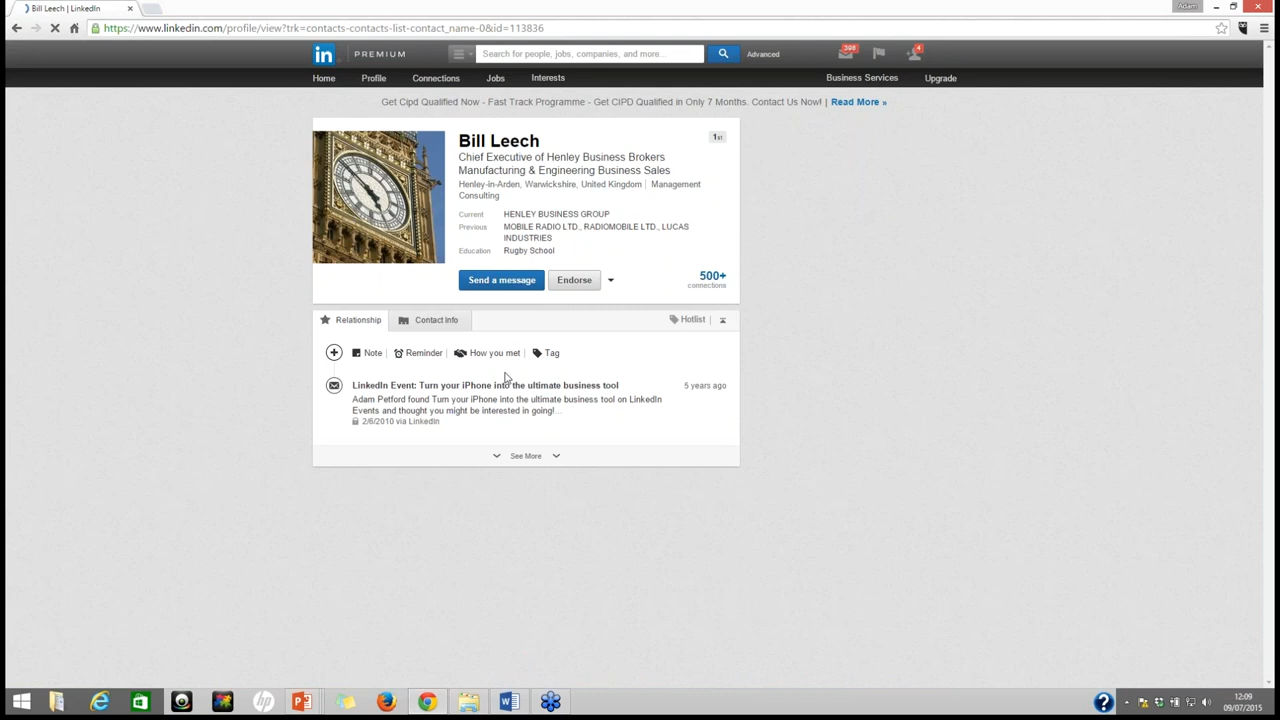 Bill Leech | LinkedIn
Adam
https://www.linkedin.com/profile/view?trk=contacts-contacts-list-contact_name-0&id=113836
in PREMIUM
Search for people, jobs, companies, and more...
Advanced
398
4
Home Profile Connections Jobs Interests
Business Services Upgrade
Get Cipd Qualified Now - Fast Track Programme - Get CIPD Qualified in Only 7 Months. Contact Us Now! | Read More »
Bill Leech
1st
Chief Executive of Henley Business Brokers
Manufacturing & Engineering Business Sales
Henley-in-Arden, Warwickshire, United Kingdom | Management
Consulting
Current HENLEY BUSINESS GROUP
Previous MOBILE RADIO LTD., RADIOMOBILE LTD., LUCAS
INDUSTRIES
Education Rugby School
Send a message Endorse
500+
connections
Relationship Contact Info
Hotlist
Note | Reminder | How you met | Tag
LinkedIn Event: Turn your iPhone into the ultimate business tool 5 years ago
Adam Petford found Turn your iPhone into the ultimate business tool on LinkedIn
Events and thought you might be interested in going!...
2/6/2010 via LinkedIn
See More
hp
12:09
09/07/2015